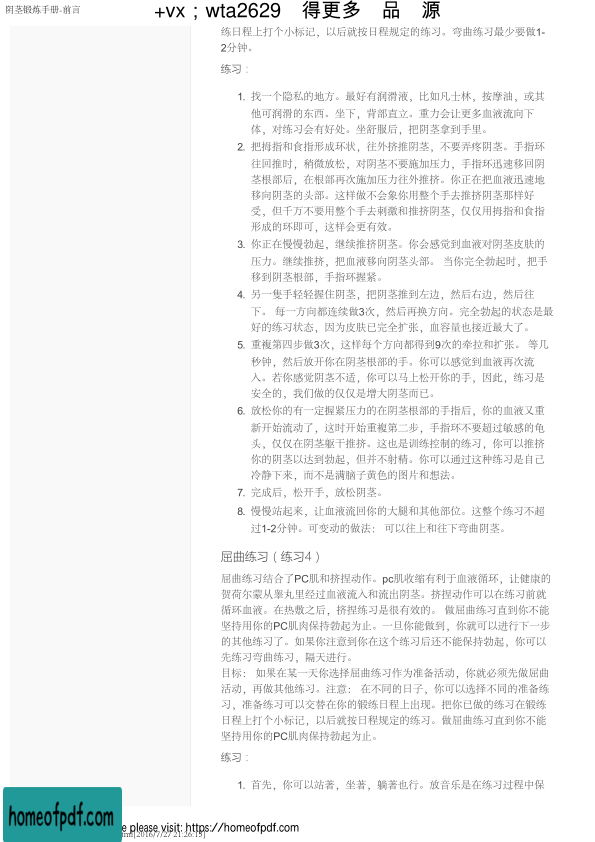 阴茎锻炼手册-前言
+vx；wta2629 得更多 品 源
练日程上打个小标记，以后就按日程规定的练习。弯曲练习最少要做1-
2分钟。
练习：
1. 找一个隐私的地方。最好有润滑液，比如凡士林，按摩油，或其
他可润滑的东西。坐下，背部直立。重力会让更多血液流向下
体，对练习会有好处。坐舒服后，把阴茎拿到手里。
2. 把拇指和食指形成环状，往外挤推阴茎，不要弄疼阴茎。手指环
往回推时，稍微放松，对阴茎不要施加压力，手指环迅速移回阴
茎根部后，在根部再次施加压力往外推挤。你正在把血液迅速地
移向阴茎的头部。这样做不会象你用整个手去推挤阴茎那样好
受，但千万不要用整个手去刺激和推挤阴茎，仅仅用拇指和食指
形成的环即可，这样会更有效。
3. 你正在慢慢勃起，继续推挤阴茎。你会感觉到血液对阴茎皮肤的
压力。继续推挤，把血液移向阴茎头部。 当你完全勃起时，把手
移到阴茎根部，手指环握紧。
4. 另一隻手轻轻握住阴茎，把阴茎推到左边，然后右边，然后往
下。 每一方向都连续做3次，然后再换方向。完全勃起的状态是最
好的练习状态，因为皮肤已完全扩张，血容量也接近最大了。
5. 重複第四步做3次，这样每个方向都得到9次的牵拉和扩张。 等几
秒钟，然后放开你在阴茎根部的手。你可以感觉到血液再次流
入。若你感觉阴茎不适，你可以马上松开你的手，因此，练习是
安全的，我们做的仅仅是增大阴茎而已。
6. 放松你的有一定握紧压力的在阴茎根部的手指后，你的血液又重
新开始流动了，这时开始重複第二步，手指环不要超过敏感的龟
头，仅仅在阴茎躯干推挤。这也是训练控制的练习，你可以推挤
你的阴茎以达到勃起，但并不射精。你可以通过这种练习是自己
冷静下来，而不是满脑子黄色的图片和想法。
7. 完成后，松开手，放松阴茎。
8. 慢慢站起来，让血液流回你的大腿和其他部位。这整个练习不超
过1-2分钟。可变动的做法： 可以往上和往下弯曲阴茎。
屈曲练习（练习4）
屈曲练习结合了PC肌和挤捏动作。pc肌收缩有利于血液循环，让健康的
贺荷尔蒙从睾丸里经过血液流入和流出阴茎。挤捏动作可以在练习前就
循环血液。在热敷之后，挤捏练习是很有效的。 做屈曲练习直到你不能
坚持用你的PC肌肉保持勃起为止。一旦你能做到，你就可以进行下一步
的其他练习了。如果你注意到你在这个练习后还不能保持勃起，你可以
先练习弯曲练习，隔天进行。
目标： 如果在某一天你选择屈曲练习作为准备活动，你就必须先做屈曲
活动，再做其他练习。注意： 在不同的日子，你可以选择不同的准备练
习，准备练习可以交替在你的锻练日程上出现。把你已做的练习在锻练
日程上打个小标记，以后就按日程规定的练习。做屈曲练习直到你不能
坚持用你的PC肌肉保持勃起为止。
练习：
1. 首先，你可以站著，坐著，躺著也行。放音乐是在练习过程中保
homeofpdf.com
please visit: https://homeofpdf.com
[2016/7/27 21:26:15]